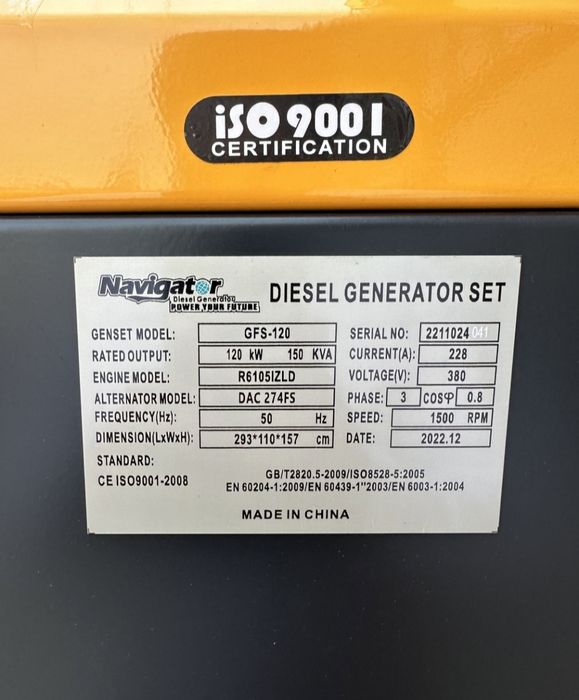 iSO 9001
CERTIFICATION
Navigator
Diesel Generator
POWER YOUR FUTURE
DIESEL GENERATOR SET
GENSET MODEL: GFS-120 SERIAL NO: 2211024 041
RATED OUTPUT: 120 kW 150 KVA CURRENT(A): 228
ENGINE MODEL: R6105IZLD VOLTAGE(V): 380
ALTERNATOR MODEL: DAC 274FS PHASE: 3 COSφ 0.8
FREQUENCY(Hz): 50 Hz SPEED: 1500 RPM
DIMENSION(LxWxH): 293*110*157 cm DATE: 2022.12
STANDARD:
CE ISO9001-2008
GB/T2820.5-2009/ISO8528-5:2005
EN 60204-1:2009/EN 60439-1"2003/EN 6003-1:2004
MADE IN CHINA